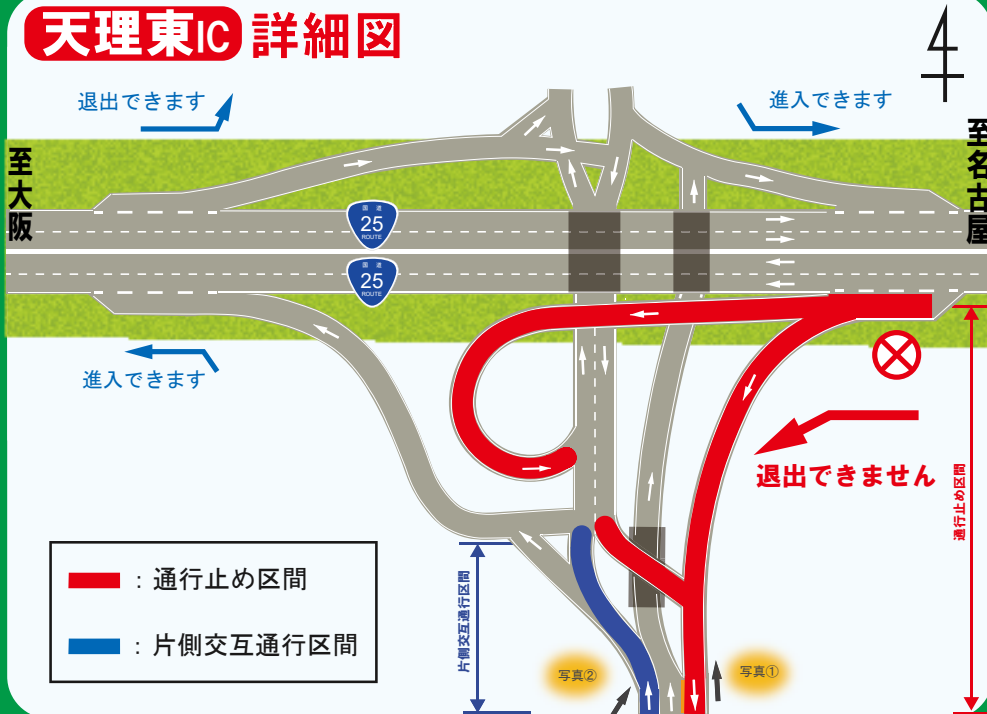 天理東IC 詳細図
退出できます
進入できます
至大阪
至名古屋
国道
25
ROUTE
国道
25
ROUTE
進入できます
退出できません
通行止め区間
片側交互通行区間
：通行止め区間
：片側交互通行区間
写真②
写真①